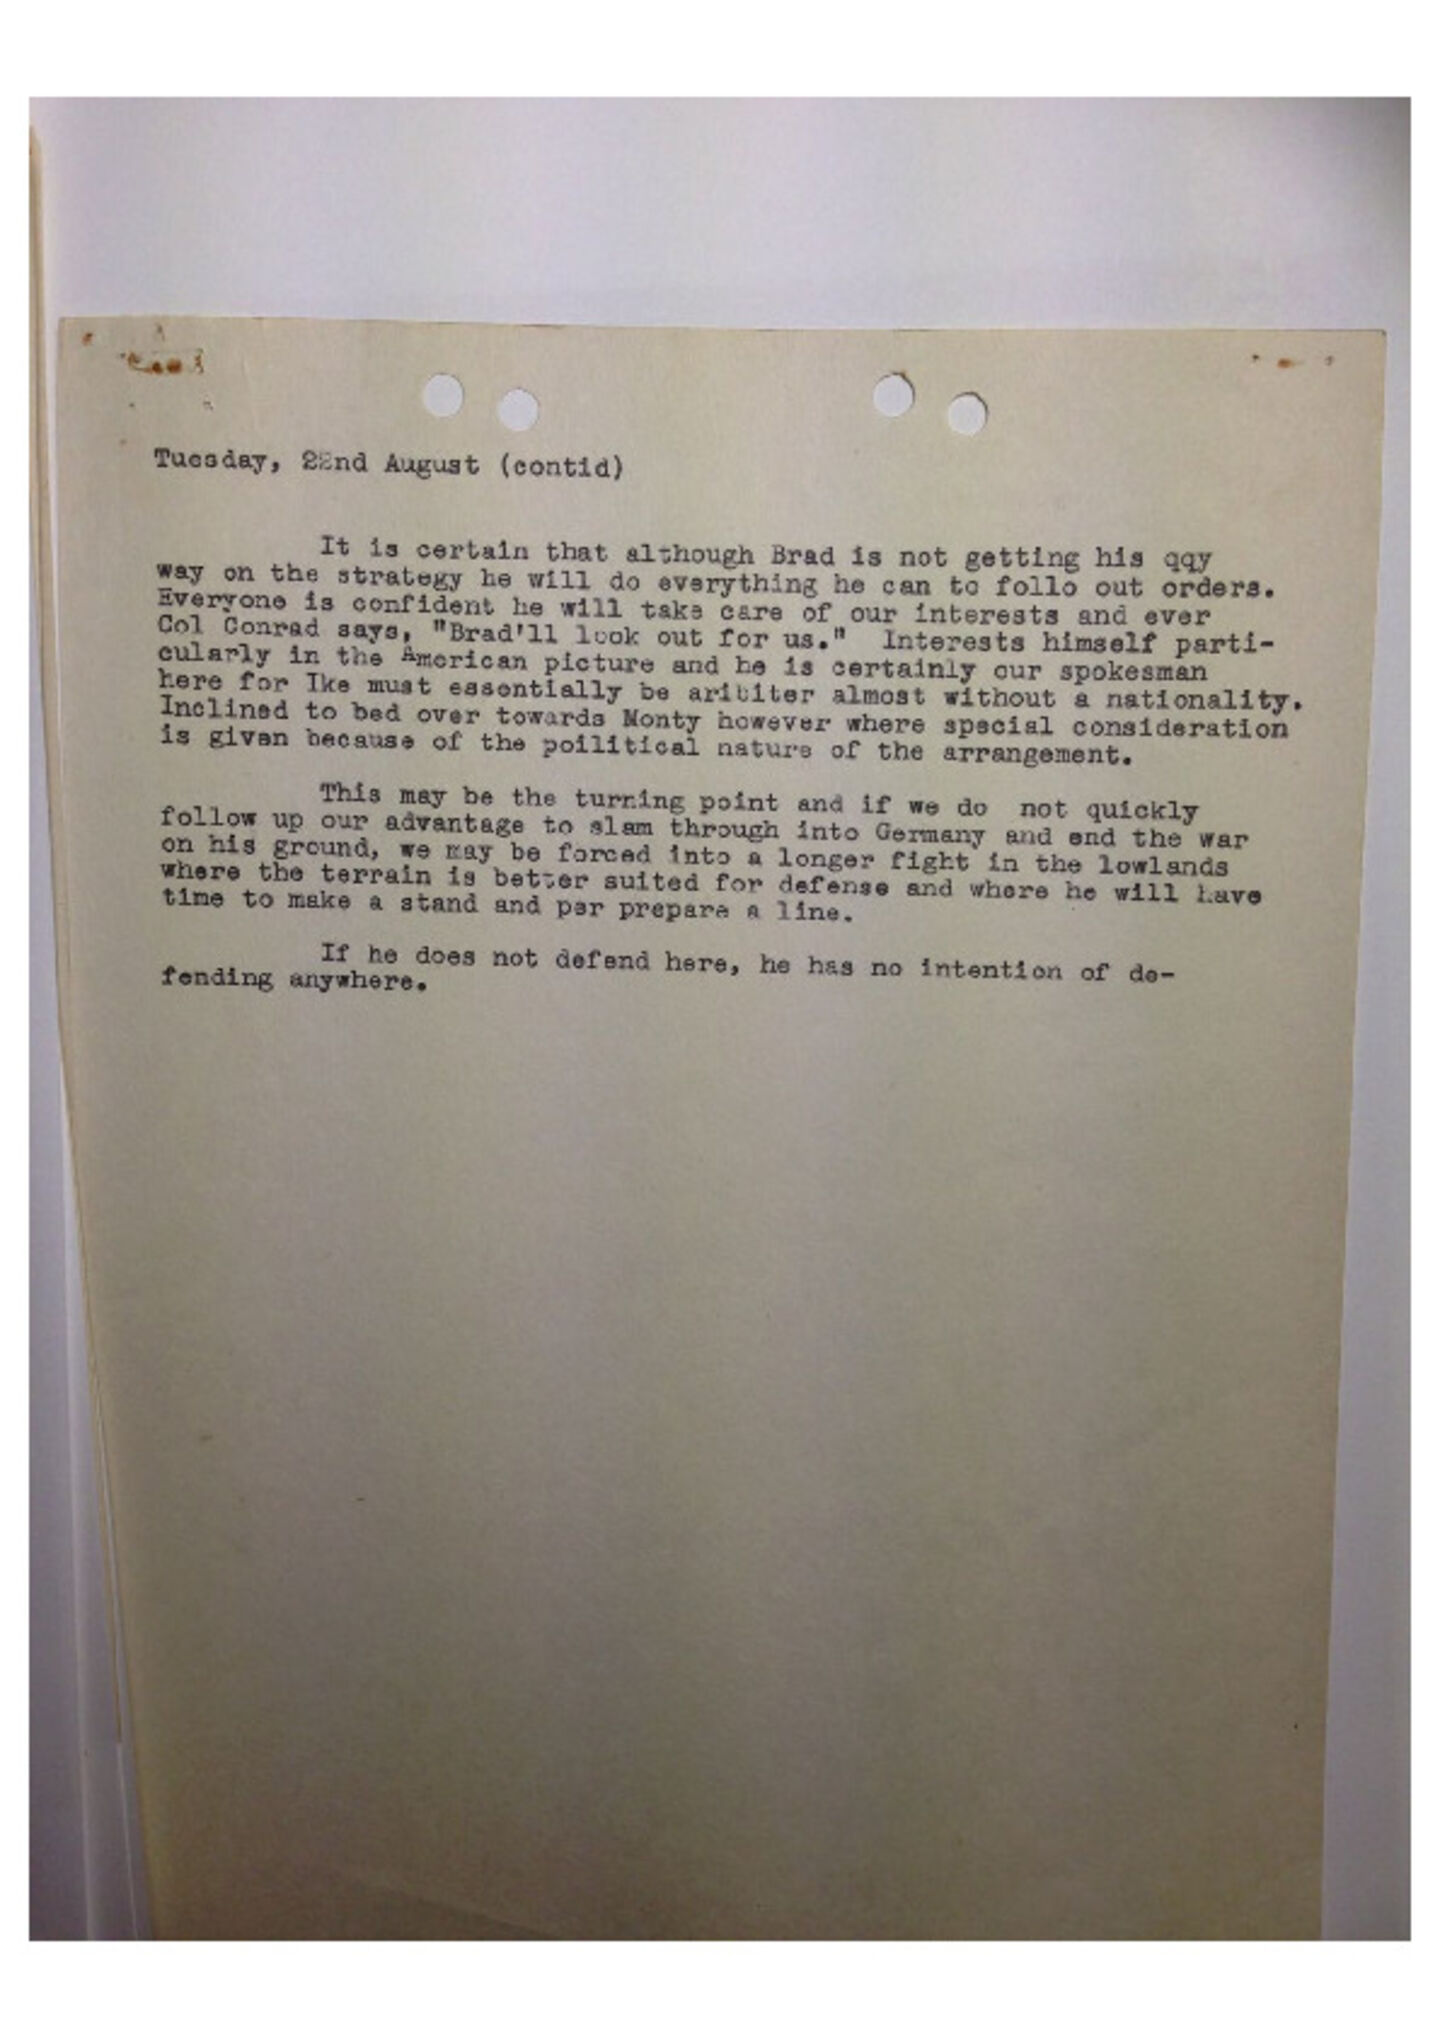 Tuesday, 22nd August (contid)
It is certain that although Brad is not getting his qqy
way on the strategy he will do everything he can to follo out orders.
Everyone is confident he will take care of our interests and ever
Col Conrad says, "Brad'll look out for us." Interests himself parti-
cularly in the American picture and he is certainly our spokesman
here for Ike must essentially be aribiter almost without a nationality.
Inclined to bed over towards Monty however where special consideration
is given because of the poilitical nature of the arrangement.
This may be the turning point and if we do not quickly
follow up our advantage to slam through into Germany and end the war
on his ground, we may be forced into a longer fight in the lowlands
where the terrain is better suited for defense and where he will have
time to make a stand and per prepare a line.
If he does not defend here, he has no intention of de-
fending anywhere.